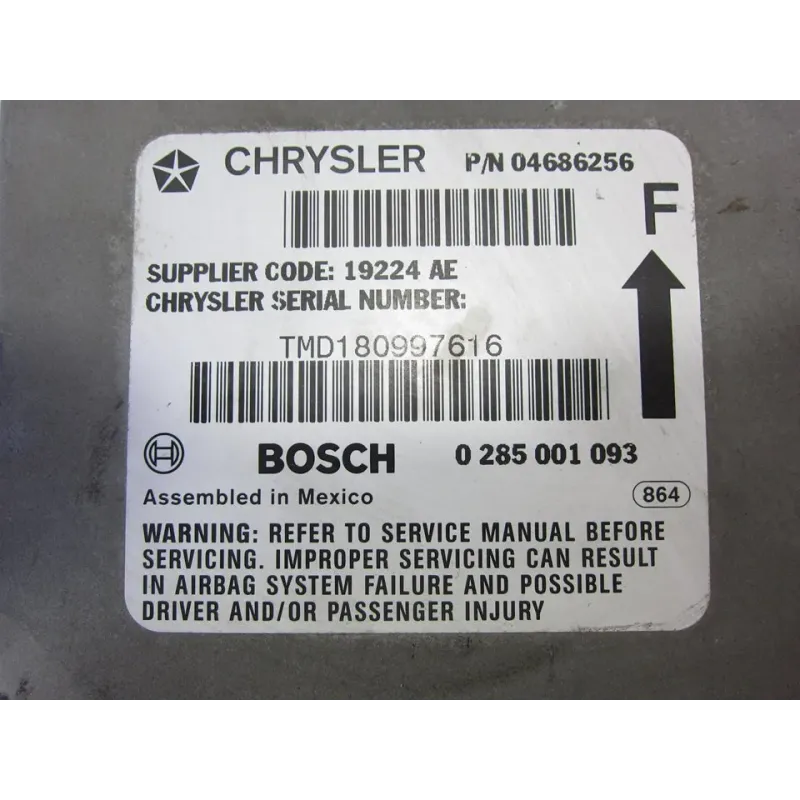 CHRYSLER P/N 04686256
F
SUPPLIER CODE: 19224 AE
CHRYSLER SERIAL NUMBER:
TMD180997616
BOSCH 0 285 001 093
Assembled in Mexico 864
WARNING: REFER TO SERVICE MANUAL BEFORE
SERVICING. IMPROPER SERVICING CAN RESULT
IN AIRBAG SYSTEM FAILURE AND POSSIBLE
DRIVER AND/OR PASSENGER INJURY